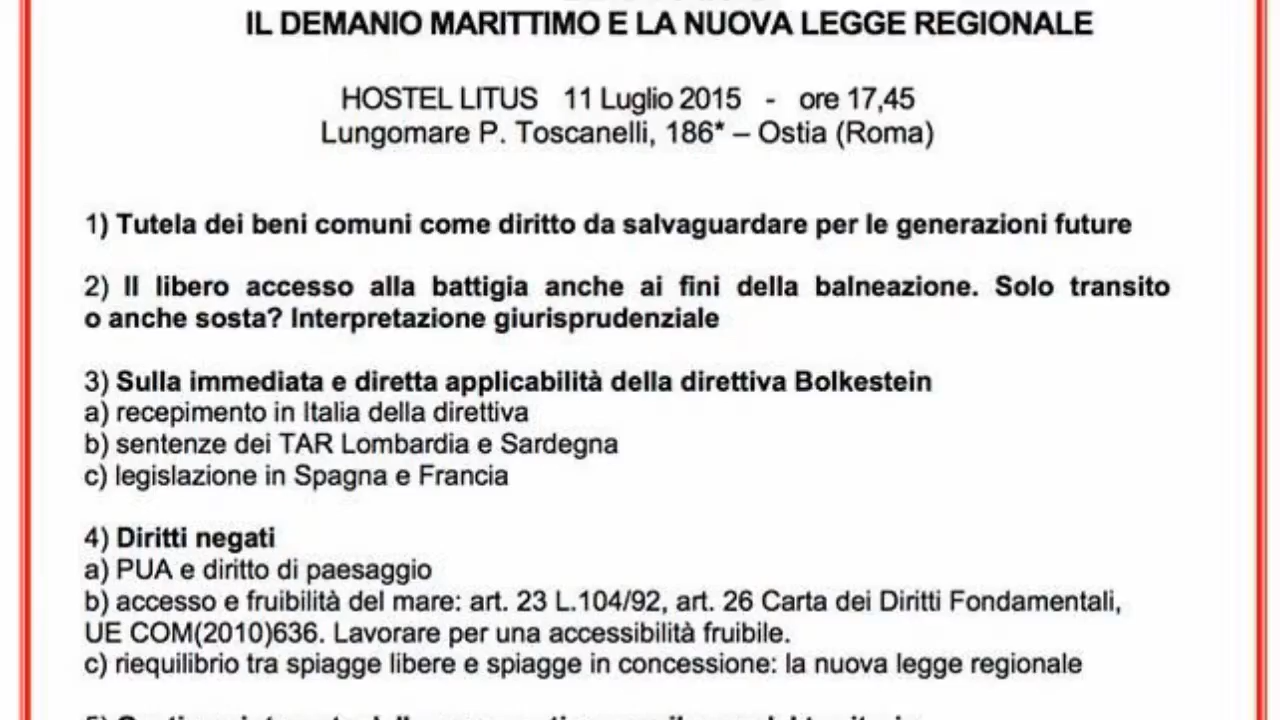 IL DEMANIO MARITTIMO E LA NUOVA LEGGE REGIONALE
HOSTEL LITUS 11 Luglio 2015 - ore 17,45
Lungomare P. Toscanelli, 186* – Ostia (Roma)
1) Tutela dei beni comuni come diritto da salvaguardare per le generazioni future
2) Il libero accesso alla battigia anche ai fini della balneazione. Solo transito
o anche sosta? Interpretazione giurisprudenziale
3) Sulla immediata e diretta applicabilità della direttiva Bolkestein
a) recepimento in Italia della direttiva
b) sentenze dei TAR Lombardia e Sardegna
c) legislazione in Spagna e Francia
4) Diritti negati
a) PUA e diritto di paesaggio
b) accesso e fruibilità del mare: art. 23 L.104/92, art. 26 Carta dei Diritti Fondamentali,
UE COM(2010)636. Lavorare per una accessibilità fruibile.
c) riequilibrio tra spiagge libere e spiagge in concessione: la nuova legge regionale